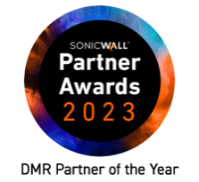 SONICWALL
Partner
Awards
2023
DMR Partner of the Year